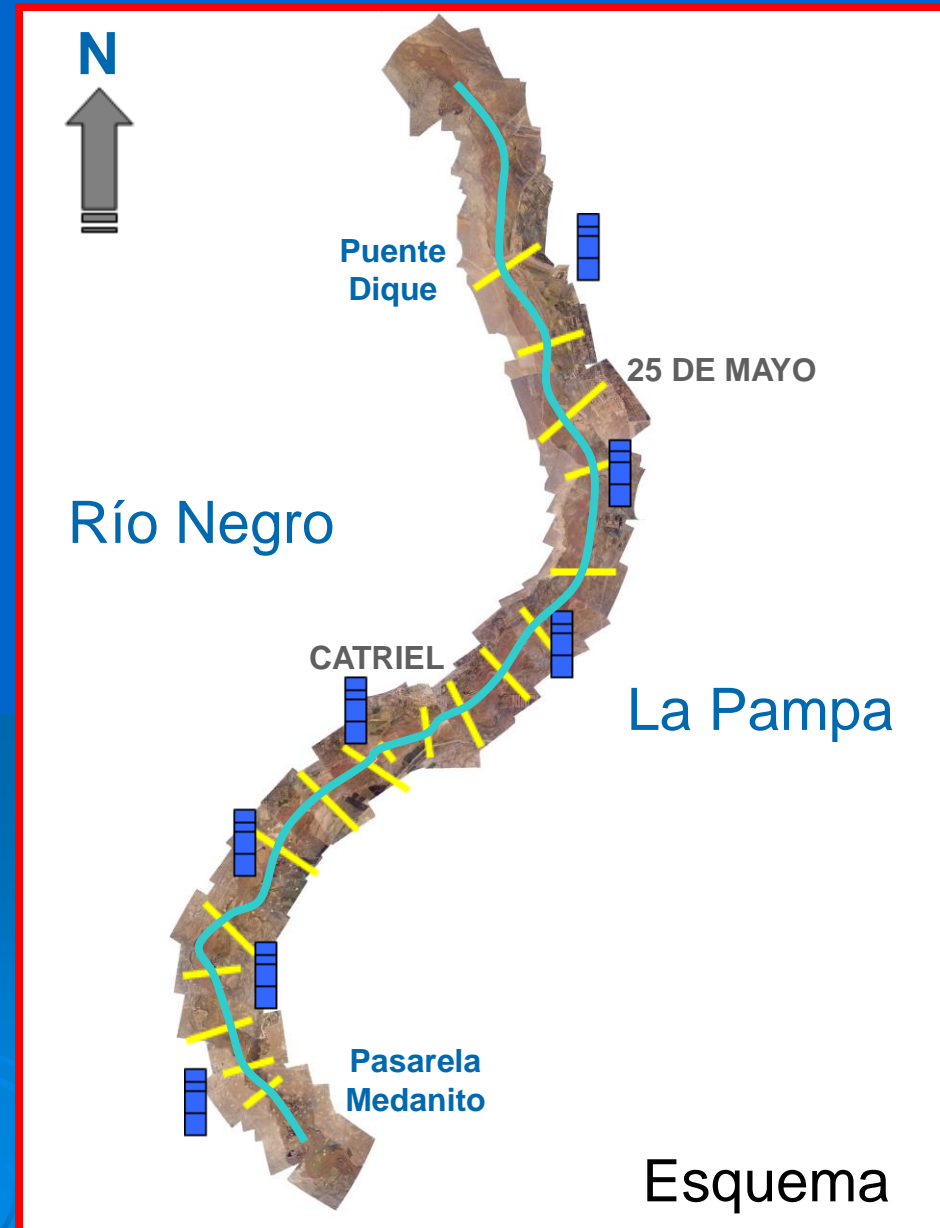 N
Puente
Dique
25 DE MAYO
Río Negro
CATRIEL
La Pampa
Pasarela
Medanito
Esquema